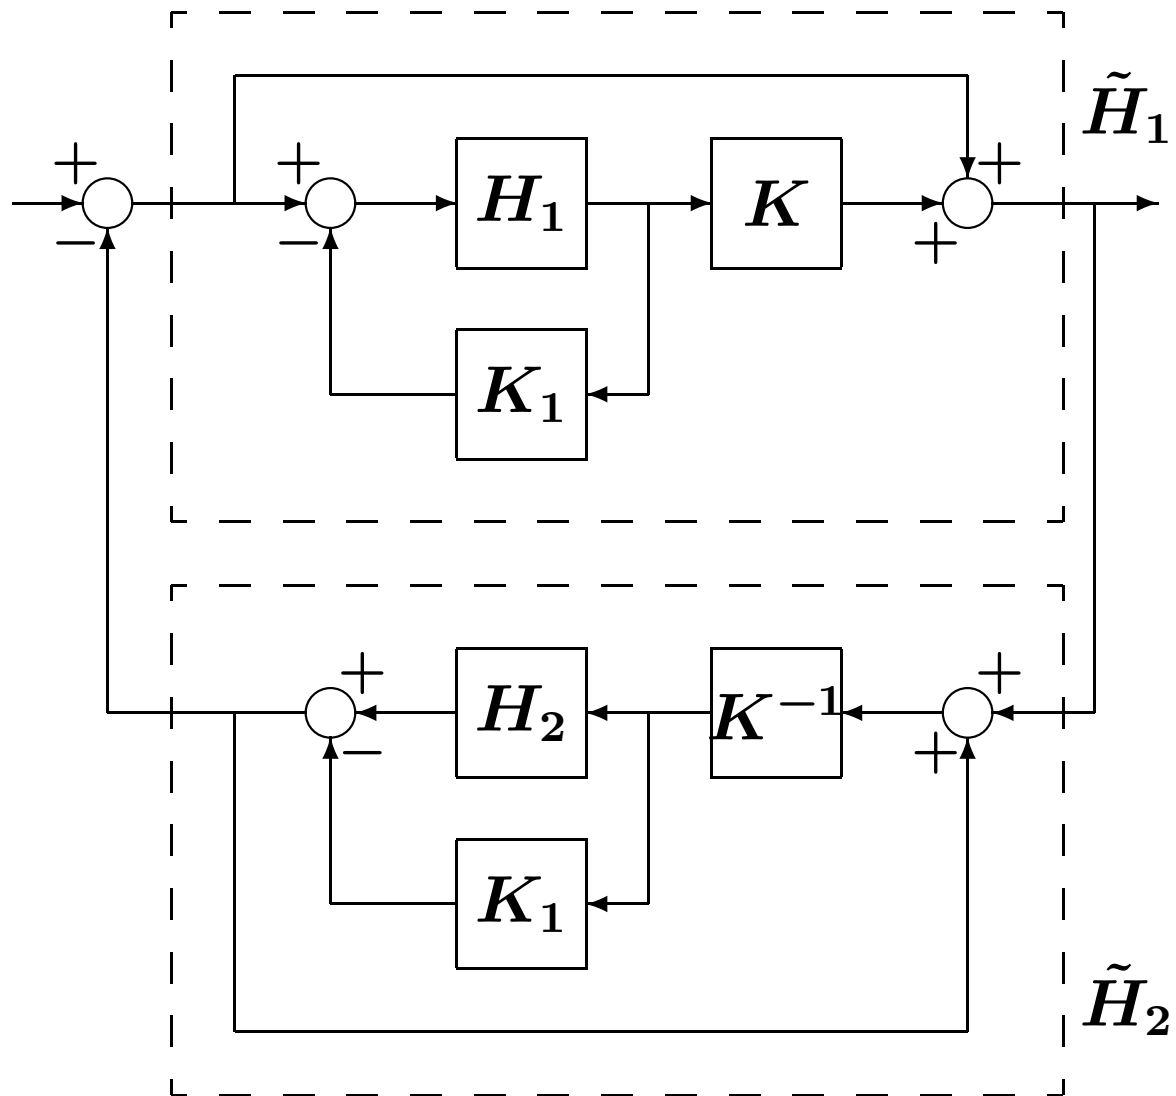 H̃₁
+ + +
H₁ K
− − +
K₁
+ +
H₂ K⁻¹
− +
K₁
H̃₂